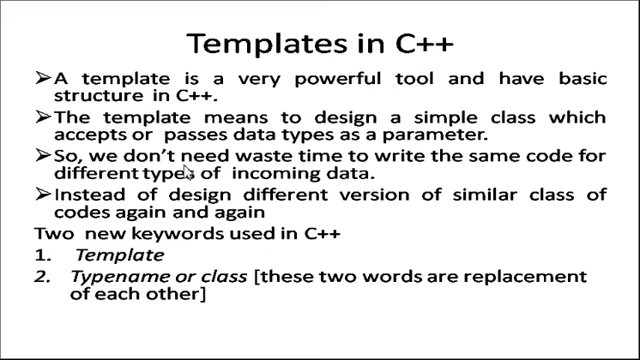 Templates in C++
➢A template is a very powerful tool and have basic
structure in C++.
➢The template means to design a simple class which
accepts or passes data types as a parameter.
➢So, we don't need waste time to write the same code for
different types of incoming data.
➢Instead of design different version of similar class of
codes again and again
Two new keywords used in C++
1. Template
2. Typename or class [these two words are replacement
of each other]